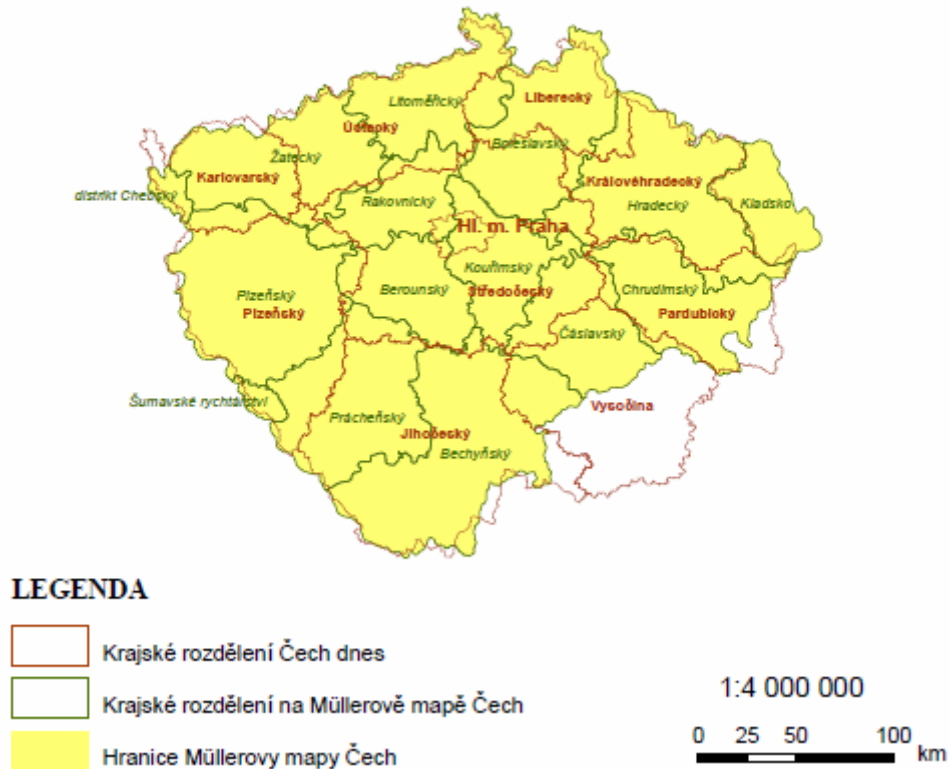 Litoměřický
Liberecký
Ústecký
Boleslavský
Žatecký
Karlovarský
Královéhradecký
distrikt Chebský
Rakovnický
Hradecký
Kladsko
Hl. m. Praha
Kouřimský
Plzeňský
Berounský
Středočeský
Chrudimský
Plzeňský
Pardubický
Čáslavský
Šumavské rychtářství
Vysočina
Prácheňský
Jihočeský
Bechyňský
LEGENDA
Krajské rozdělení Čech dnes
Krajské rozdělení na Müllerově mapě Čech
Hranice Müllerovy mapy Čech
1:4 000 000
0 25 50 100
km